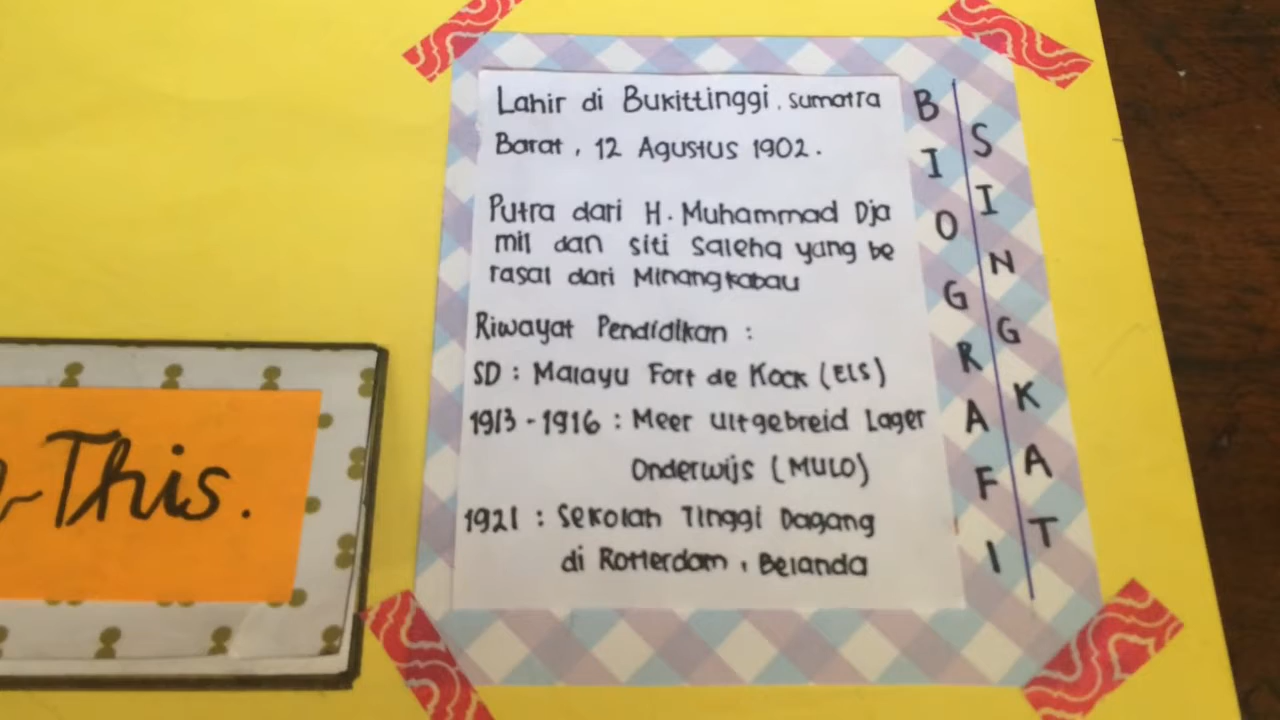 Lahir di Bukittinggi, Sumatra
Barat, 12 Agustus 1902.
Putra dari H. Muhammad Dja
mil dan siti Saleha yang be
rasal dari Minangkabau
Riwayat Pendidikan :
SD : Malayu Fort de Kock (ELS)
1913 - 1916 : Meer Uitgebreid Lager
Onderwijs (MULO)
1921 : Sekolah Tinggi Dagang
di Rotterdam, Belanda
BIOGRAFI
SINGKAT
This.